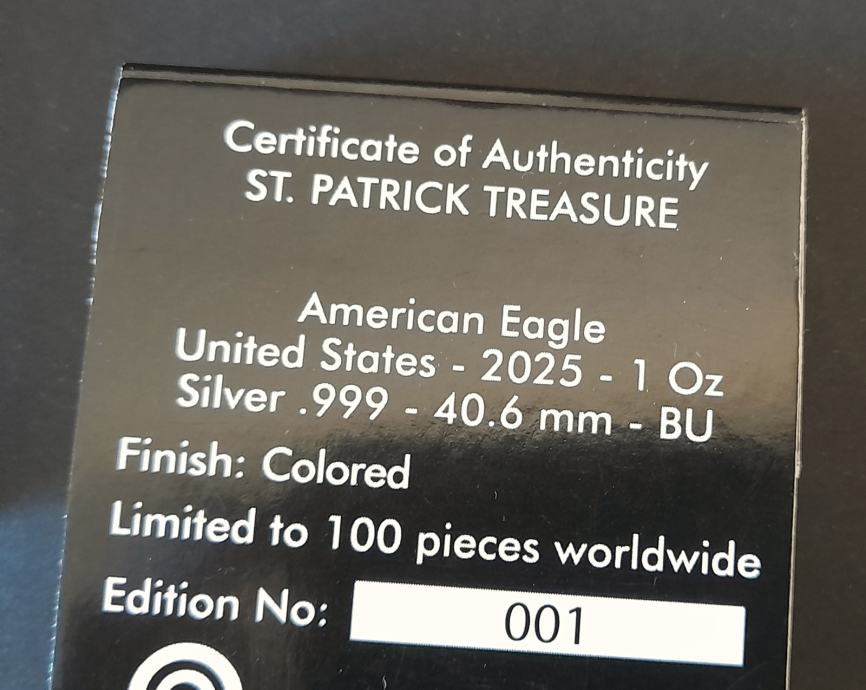 Certificate of Authenticity
ST. PATRICK TREASURE
American Eagle
United States - 2025 - 1 Oz
Silver .999 - 40.6 mm - BU
Finish: Colored
Limited to 100 pieces worldwide
Edition No: 001